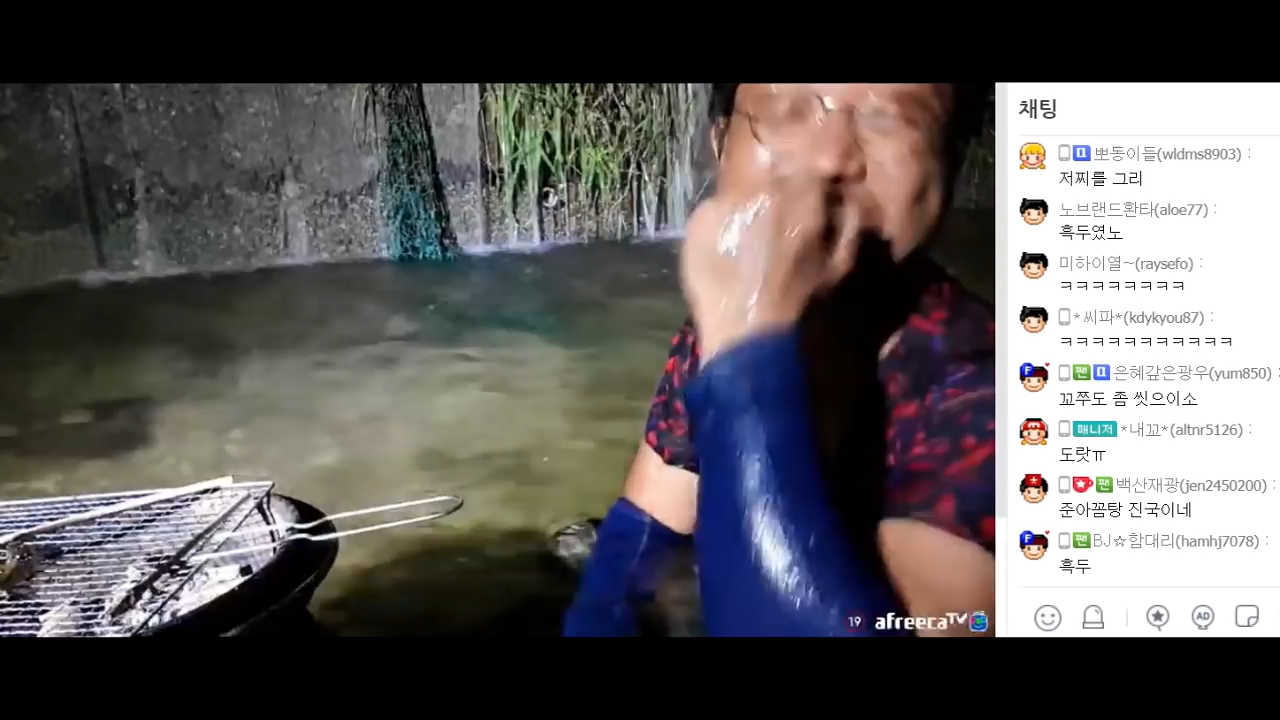 채팅
뽀동이들(wldms8903) :
저찌를 그리
노브랜드환타(aloe77) :
흑두였노
미하이열~(raysefo) :
ㅋㅋㅋㅋㅋㅋㅋㅋ
*씨파*(kdykyou87) :
ㅋㅋㅋㅋㅋㅋㅋㅋㅋㅋㅋ
팬 은혜갚은광우(yum850) :
꼬쭈도 좀 씻으이소
매니저 *내꼬*(altnr5126) :
도랏ㅠ
팬 백산재광(jen2450200) :
준아꼼탕 진국이네
팬 BJ☆함대리(hamhj7078) :
흑두
AD
19 afreecaTV